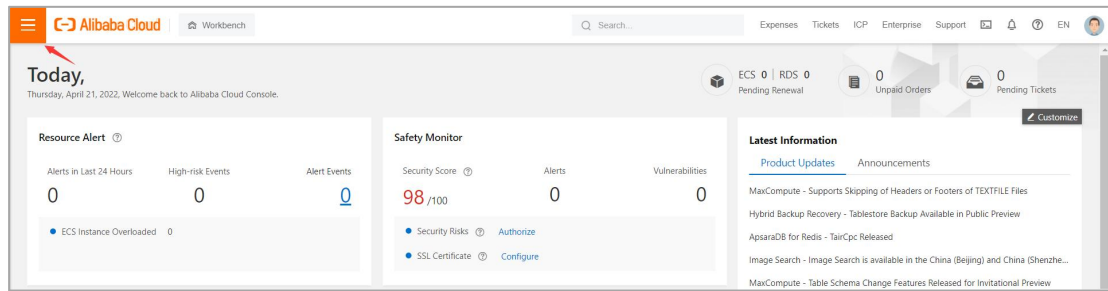 Alibaba Cloud
Workbench
Search...
Expenses Tickets ICP Enterprise Support EN
Today,
Thursday, April 21, 2022, Welcome back to Alibaba Cloud Console.
ECS 0 | RDS 0
Pending Renewal
0
Unpaid Orders
0
Pending Tickets
Customize
Resource Alert
Alerts in Last 24 Hours High-risk Events Alert Events
0 0 0
ECS Instance Overloaded 0
Safety Monitor
Security Score Alerts Vulnerabilities
98 /100 0 0
Security Risks Authorize
SSL Certificate Configure
Latest Information
Product Updates Announcements
MaxCompute - Supports Skipping of Headers or Footers of TEXTFILE Files
Hybrid Backup Recovery - Tablestore Backup Available in Public Preview
ApsaraDB for Redis - TairCpc Released
Image Search - Image Search is available in the China (Beijing) and China (Shenzhe...
MaxCompute - Table Schema Change Features Released for Invitational Preview